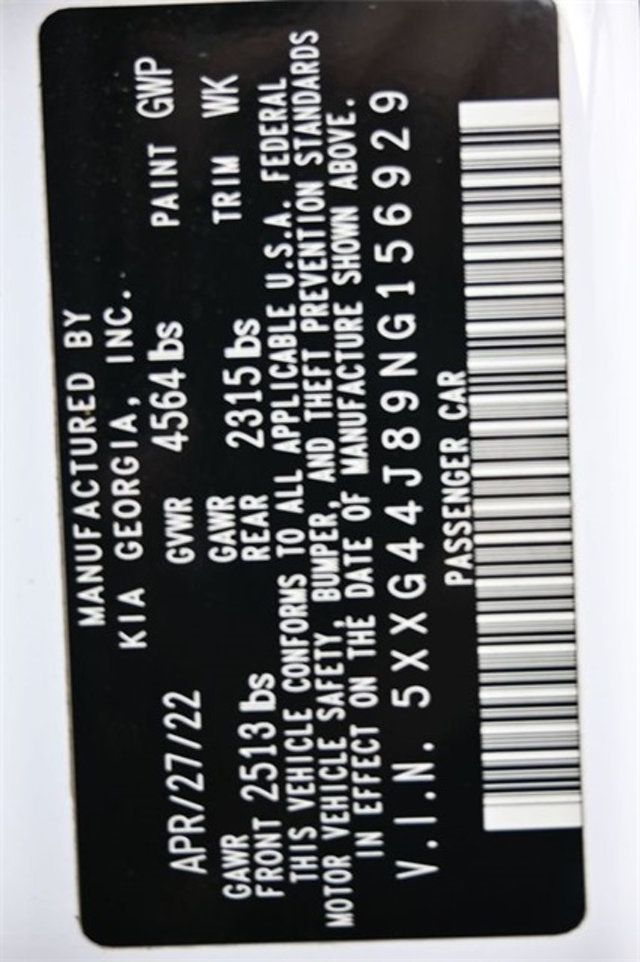 MANUFACTURED BY
KIA GEORGIA, INC.
APR/27/22 GVWR 4564 lbs PAINT GWP
GAWR FRONT 2513 lbs GAWR REAR 2315 lbs TRIM WK
THIS VEHICLE CONFORMS TO ALL APPLICABLE U.S.A. FEDERAL
MOTOR VEHICLE SAFETY, BUMPER, AND THEFT PREVENTION STANDARDS
IN EFFECT ON THE DATE OF MANUFACTURE SHOWN ABOVE.
V.I.N. 5XXG44J89NG156929
PASSENGER CAR